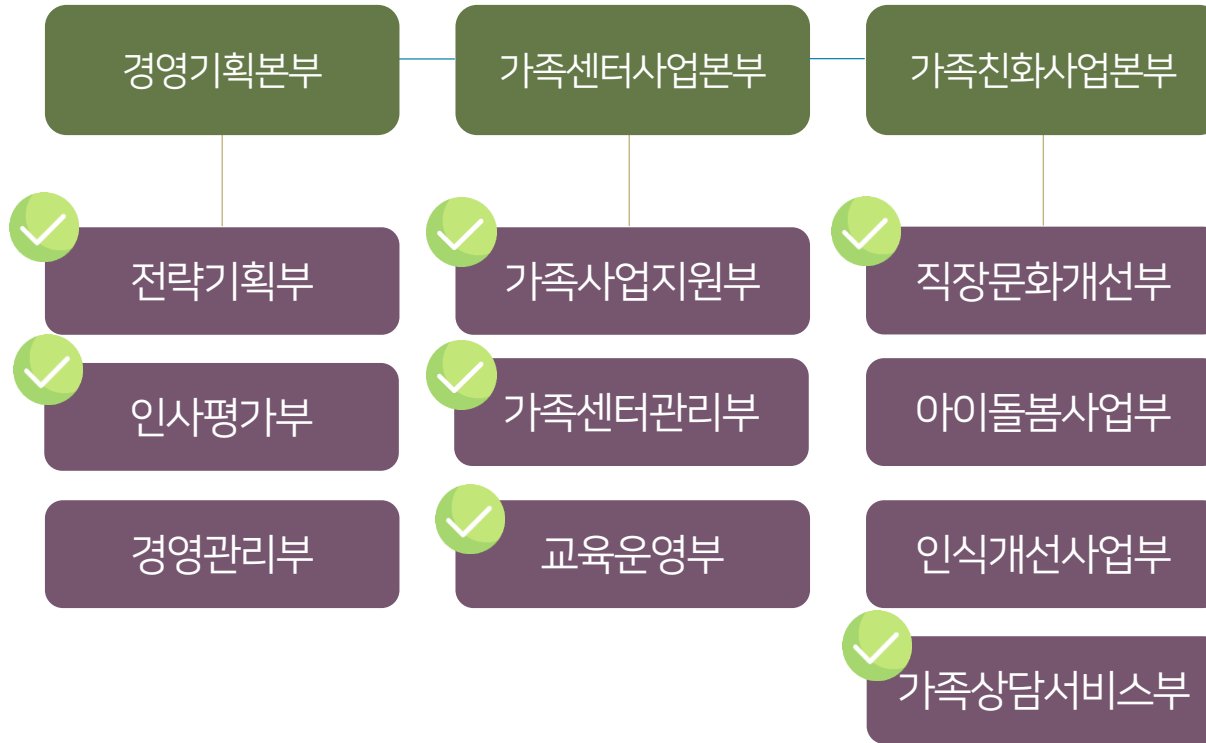 경영기획본부
가족센터사업본부
가족친화사업본부
전략기획부
가족사업지원부
직장문화개선부
인사평가부
가족센터관리부
아이돌봄사업부
경영관리부
교육운영부
인식개선사업부
가족상담서비스부